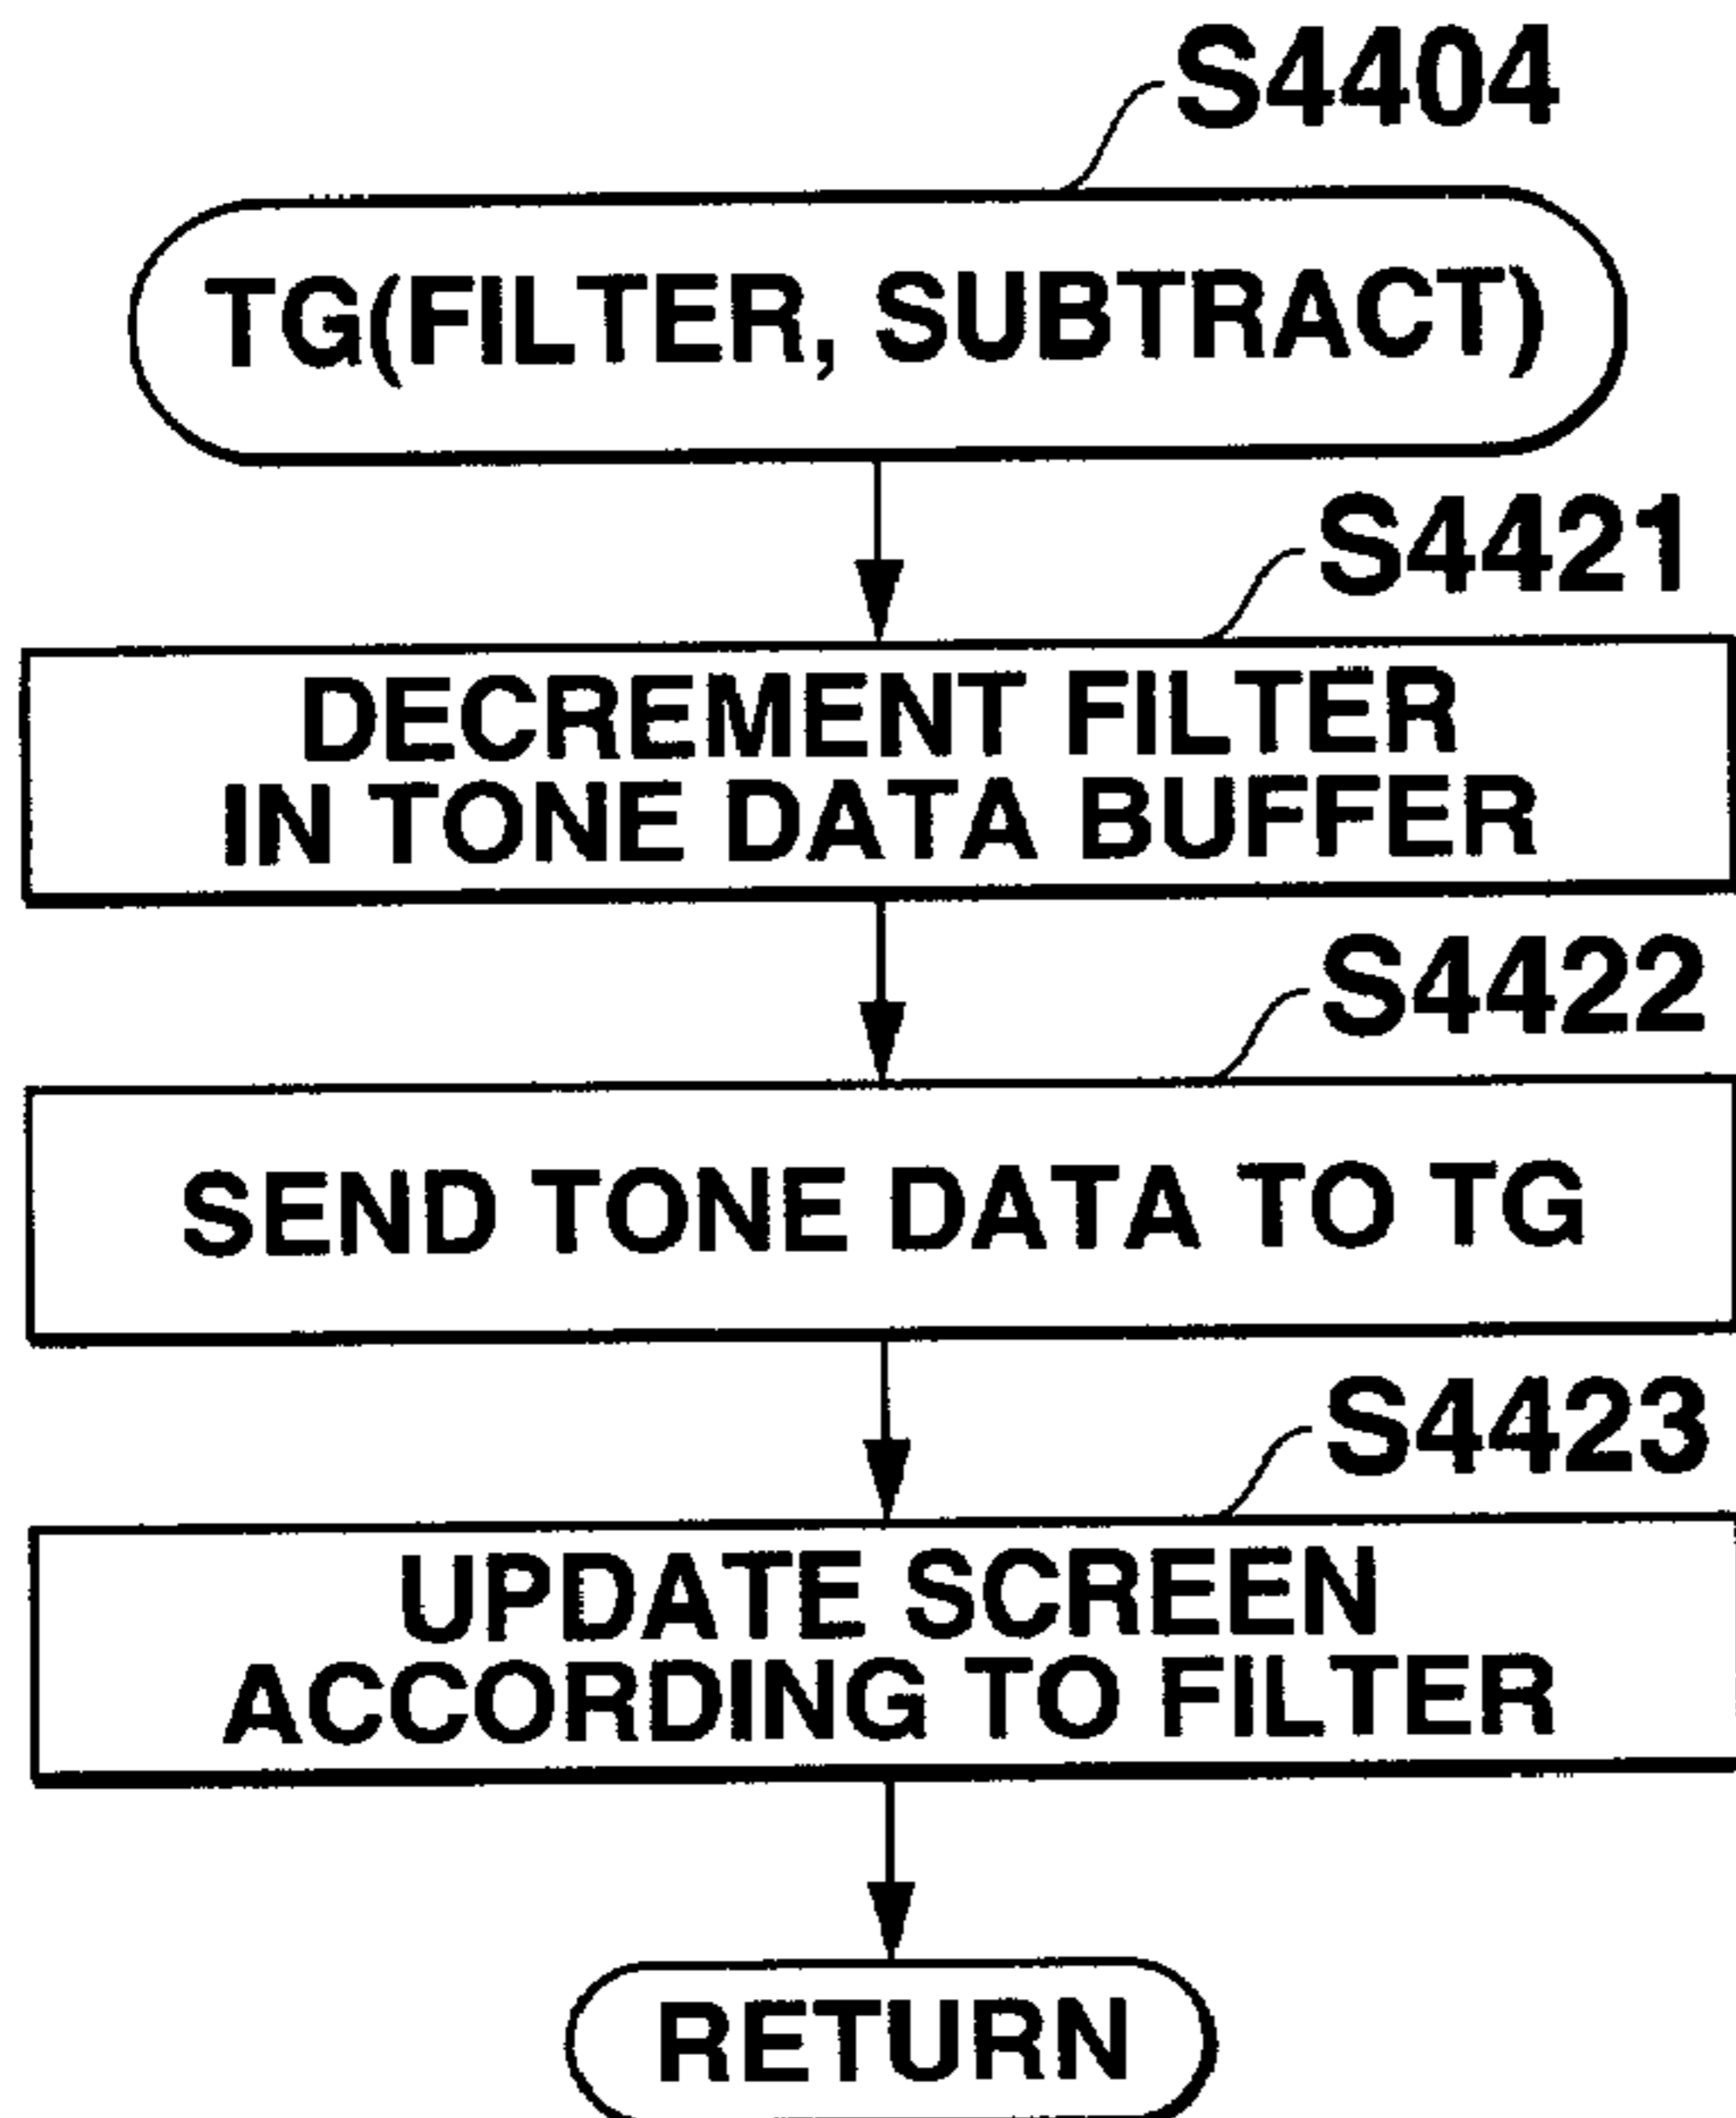 S4404
TG(FILTER, SUBTRACT)
S4421
DECREMENT FILTER
IN TONE DATA BUFFER
S4422
SEND TONE DATA TO TG
S4423
UPDATE SCREEN
ACCORDING TO FILTER
RETURN